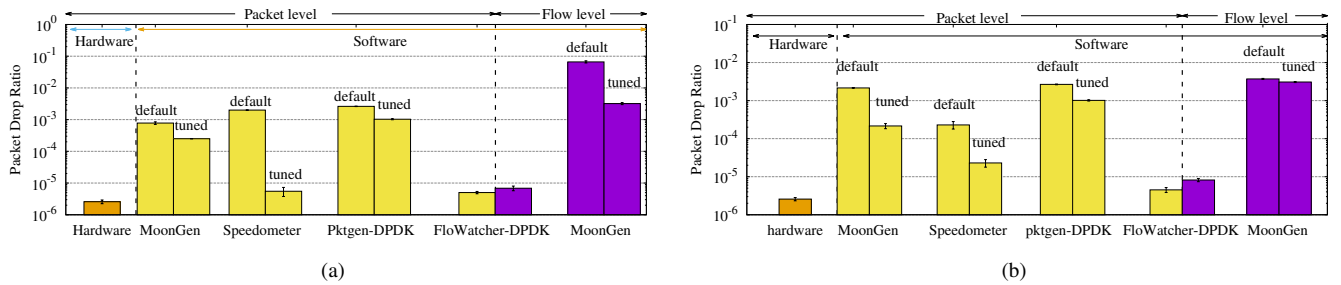 Packet level
Flow level
Hardware
Software
Packet Drop Ratio
10^0
10^-1
10^-2
10^-3
10^-4
10^-5
10^-6
default
tuned
default
tuned
default
tuned
default
tuned
Hardware MoonGen Speedometer Pktgen-DPDK FloWatcher-DPDK MoonGen
(a)
Packet level
Flow level
Hardware
Software
Packet Drop Ratio
10^-1
10^-2
10^-3
10^-4
10^-5
10^-6
default
tuned
default
tuned
default
tuned
default
tuned
hardware MoonGen Speedometer pktgen-DPDK FloWatcher-DPDK MoonGen
(b)